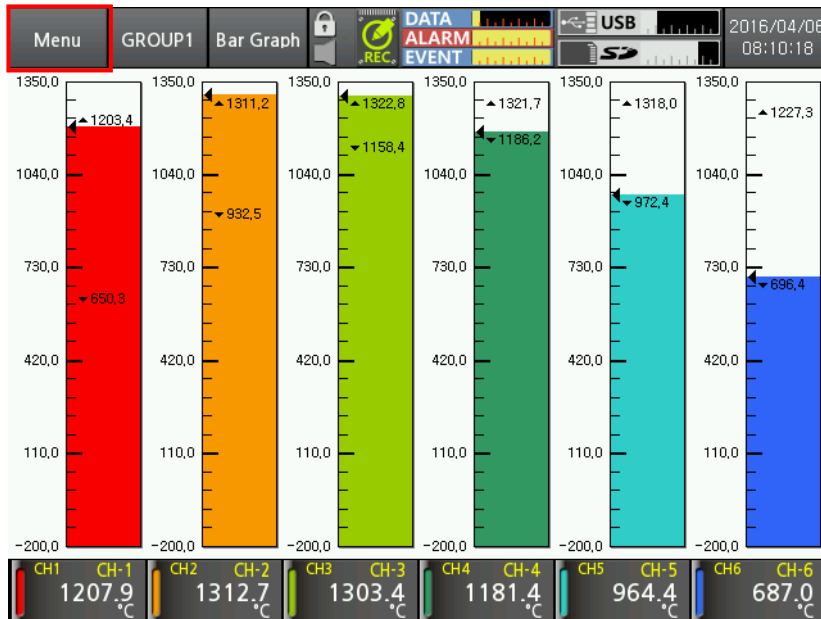 Menu GROUP1 Bar Graph REC DATA ALARM EVENT USB SD 2016/04/06 08:10:18
1350,0 1350,0 1350,0 1350,0 1350,0 1350,0
1203,4 1311,2 1322,8 1321,7 1318,0 1227,3
1158,4 1186,2
1040,0 1040,0 1040,0 1040,0 1040,0 1040,0
932,5 972,4
730,0 730,0 730,0 730,0 730,0 730,0
650,3 696,4
420,0 420,0 420,0 420,0 420,0 420,0
110,0 110,0 110,0 110,0 110,0 110,0
-200,0 -200,0 -200,0 -200,0 -200,0 -200,0
CH1 CH-1 CH2 CH-2 CH3 CH-3 CH4 CH-4 CH5 CH-5 CH6 CH-6
1207.9 1312.7 1303.4 1181.4 964.4 687.0
°C °C °C °C °C °C